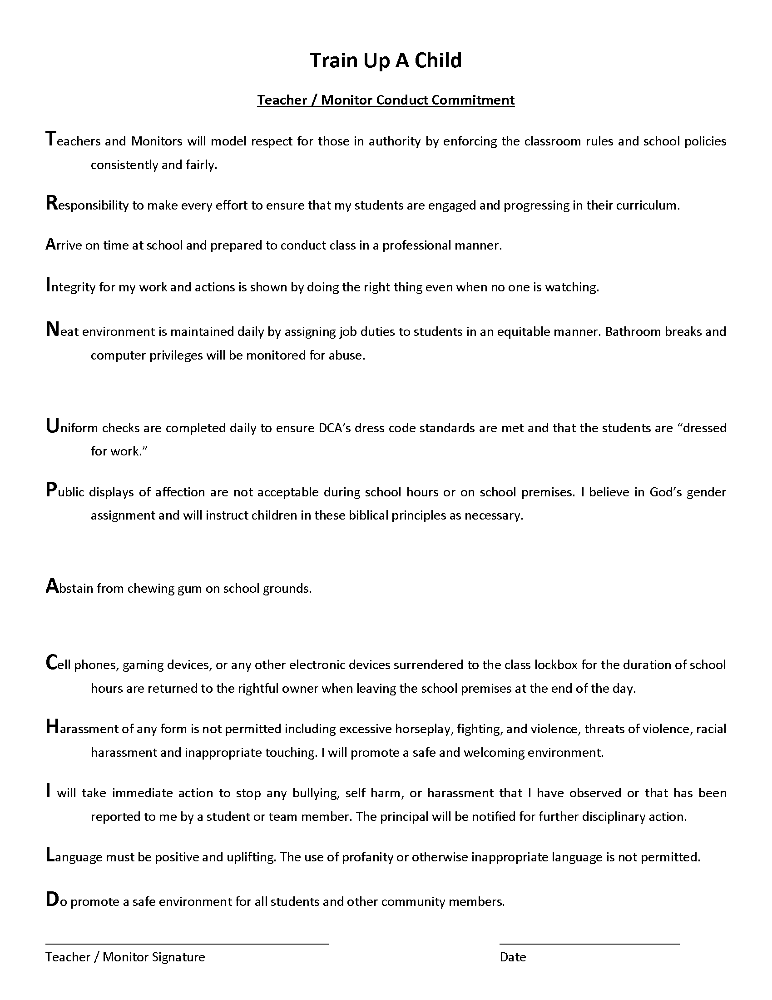 Train Up A Child
Teacher / Monitor Conduct Commitment
Teachers and Monitors will model respect for those in authority by enforcing the classroom rules and school policies
consistently and fairly.
Responsibility to make every effort to ensure that my students are engaged and progressing in their curriculum.
Arrive on time at school and prepared to conduct class in a professional manner.
Integrity for my work and actions is shown by doing the right thing even when no one is watching.
Neat environment is maintained daily by assigning job duties to students in an equitable manner. Bathroom breaks and
computer privileges will be monitored for abuse.
Uniform checks are completed daily to ensure DCA’s dress code standards are met and that the students are “dressed
for work.”
Public displays of affection are not acceptable during school hours or on school premises. I believe in God’s gender
assignment and will instruct children in these biblical principles as necessary.
Abstain from chewing gum on school grounds.
Cell phones, gaming devices, or any other electronic devices surrendered to the class lockbox for the duration of school
hours are returned to the rightful owner when leaving the school premises at the end of the day.
Harassment of any form is not permitted including excessive horseplay, fighting, and violence, threats of violence, racial
harassment and inappropriate touching. I will promote a safe and welcoming environment.
I will take immediate action to stop any bullying, self harm, or harassment that I have observed or that has been
reported to me by a student or team member. The principal will be notified for further disciplinary action.
Language must be positive and uplifting. The use of profanity or otherwise inappropriate language is not permitted.
Do promote a safe environment for all students and other community members.
Teacher / Monitor Signature
Date